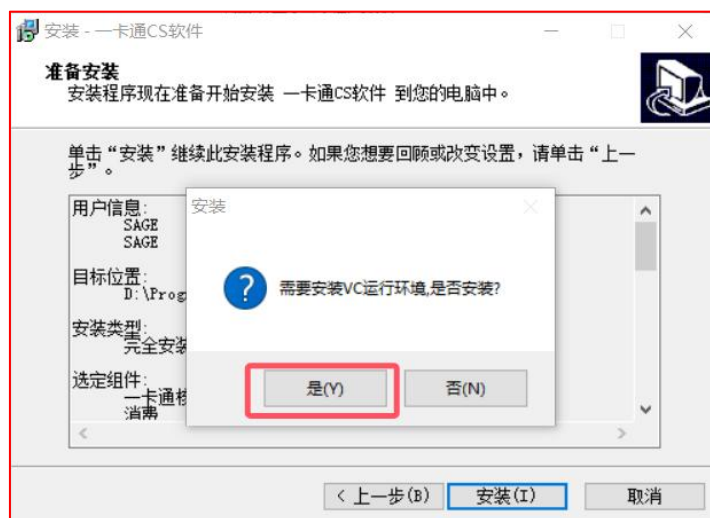 安装 - 一卡通CS软件
准备安装
安装程序现在准备开始安装 一卡通CS软件 到您的电脑中。
单击“安装”继续此安装程序。如果您想要回顾或改变设置，请单击“上一
步”。
用户信息:
SAGE
SAGE
目标位置:
D:\Prog
安装类型:
完全安装
选定组件:
一卡通核
消费
安装
需要安装VC运行环境,是否安装?
是(Y)
否(N)
< 上一步(B)
安装(I)
取消